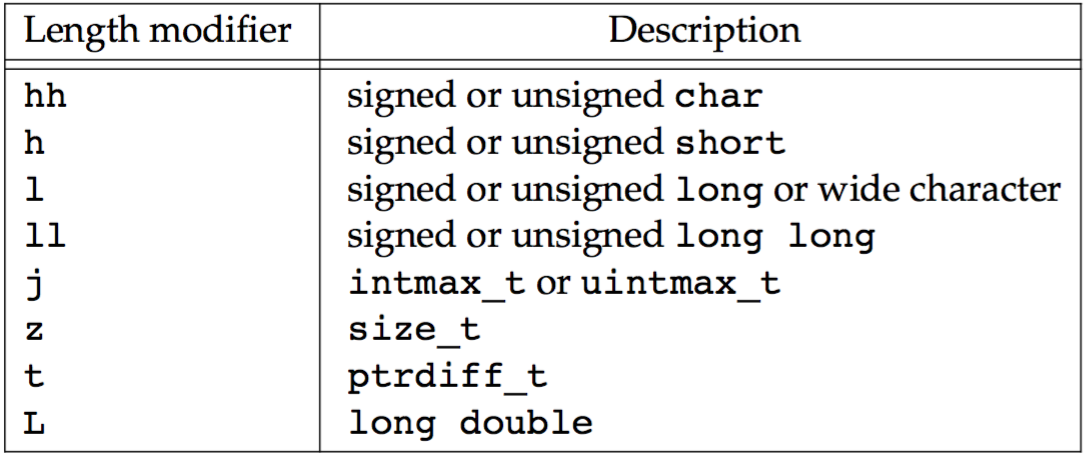 Length modifier Description
hh signed or unsigned char
h signed or unsigned short
l signed or unsigned long or wide character
ll signed or unsigned long long
j intmax_t or uintmax_t
z size_t
t ptrdiff_t
L long double